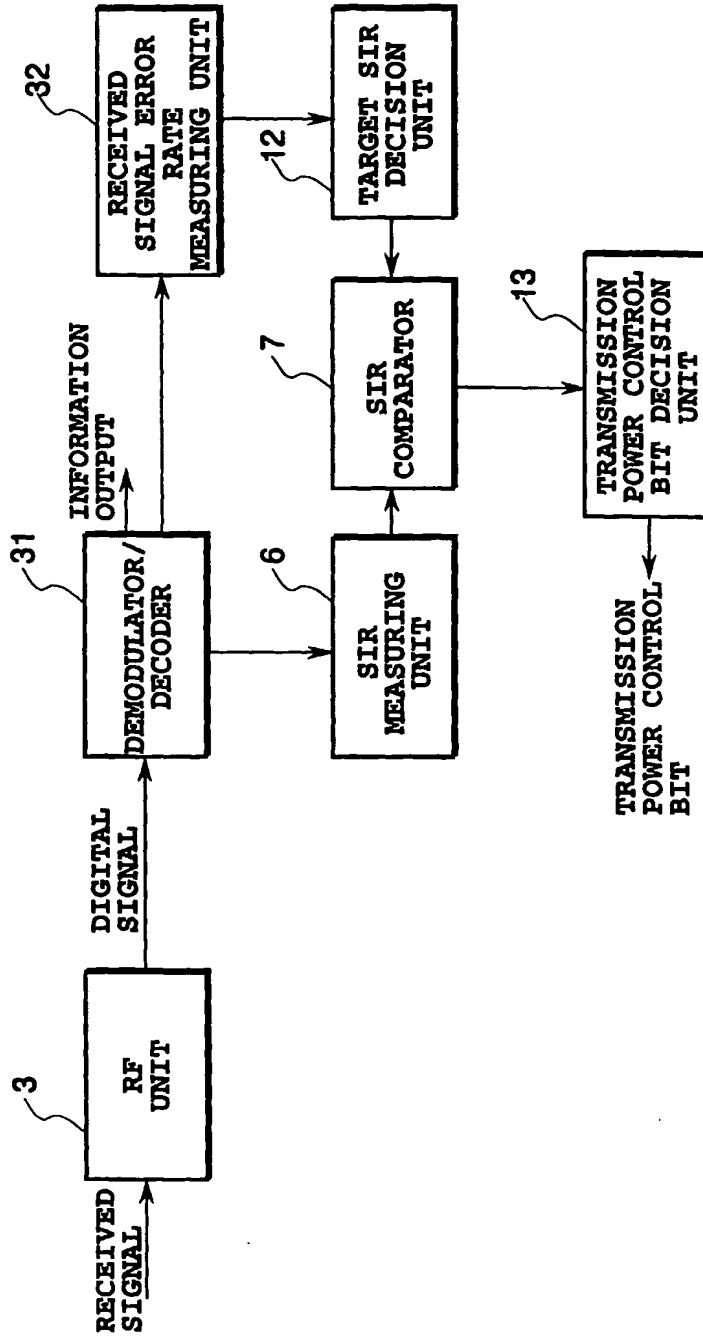 RECEIVED
SIGNAL
3
RF
UNIT
DIGITAL
SIGNAL
31
DEMODULATOR/
DECODER
INFORMATION
OUTPUT
32
RECEIVED
SIGNAL ERROR
RATE
MEASURING UNIT
6
SIR
MEASURING
UNIT
7
SIR
COMPARATOR
12
TARGET SIR
DECISION
UNIT
13
TRANSMISSION
POWER CONTROL
BIT DECISION
UNIT
TRANSMISSION
POWER CONTROL
BIT